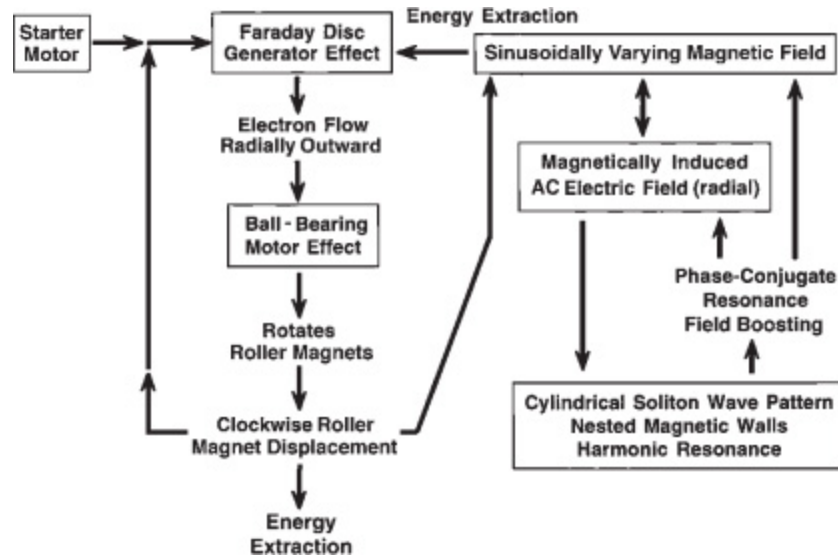 Energy Extraction
Starter
Motor
Faraday Disc
Generator Effect
Sinusoidally Varying Magnetic Field
Electron Flow
Radially Outward
Magnetically Induced
AC Electric Field (radial)
Ball-Bearing
Motor Effect
Phase-Conjugate
Resonance
Field Boosting
Rotates
Roller Magnets
Cylindrical Soliton Wave Pattern
Nested Magnetic Walls
Harmonic Resonance
Clockwise Roller
Magnet Displacement
Energy
Extraction